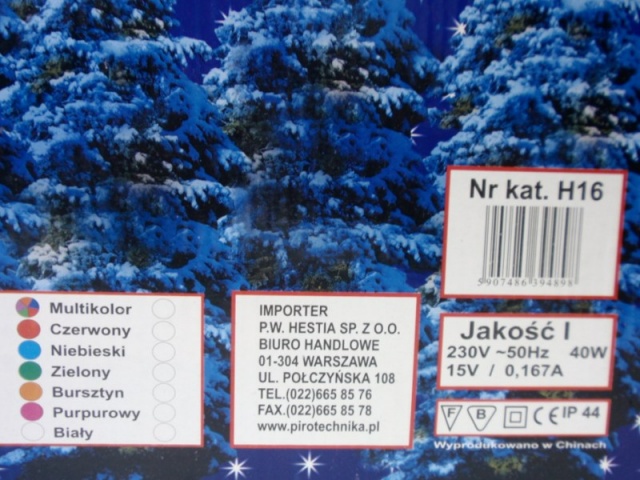 Nr kat. H16
5907486394898
Multikolor
Czerwony
Niebieski
Zielony
Bursztyn
Purpurowy
Biały
IMPORTER
P.W. HESTIA SP. Z O.O.
BIURO HANDLOWE
01-304 WARSZAWA
UL. POŁCZYŃSKA 108
TEL.(022)665 85 76
FAX.(022)665 85 78
www.pirotechnika.pl
Jakość I
230V ~50Hz 40W
15V / 0,167A
F B CE IP 44
Wyprodukowano w Chinach